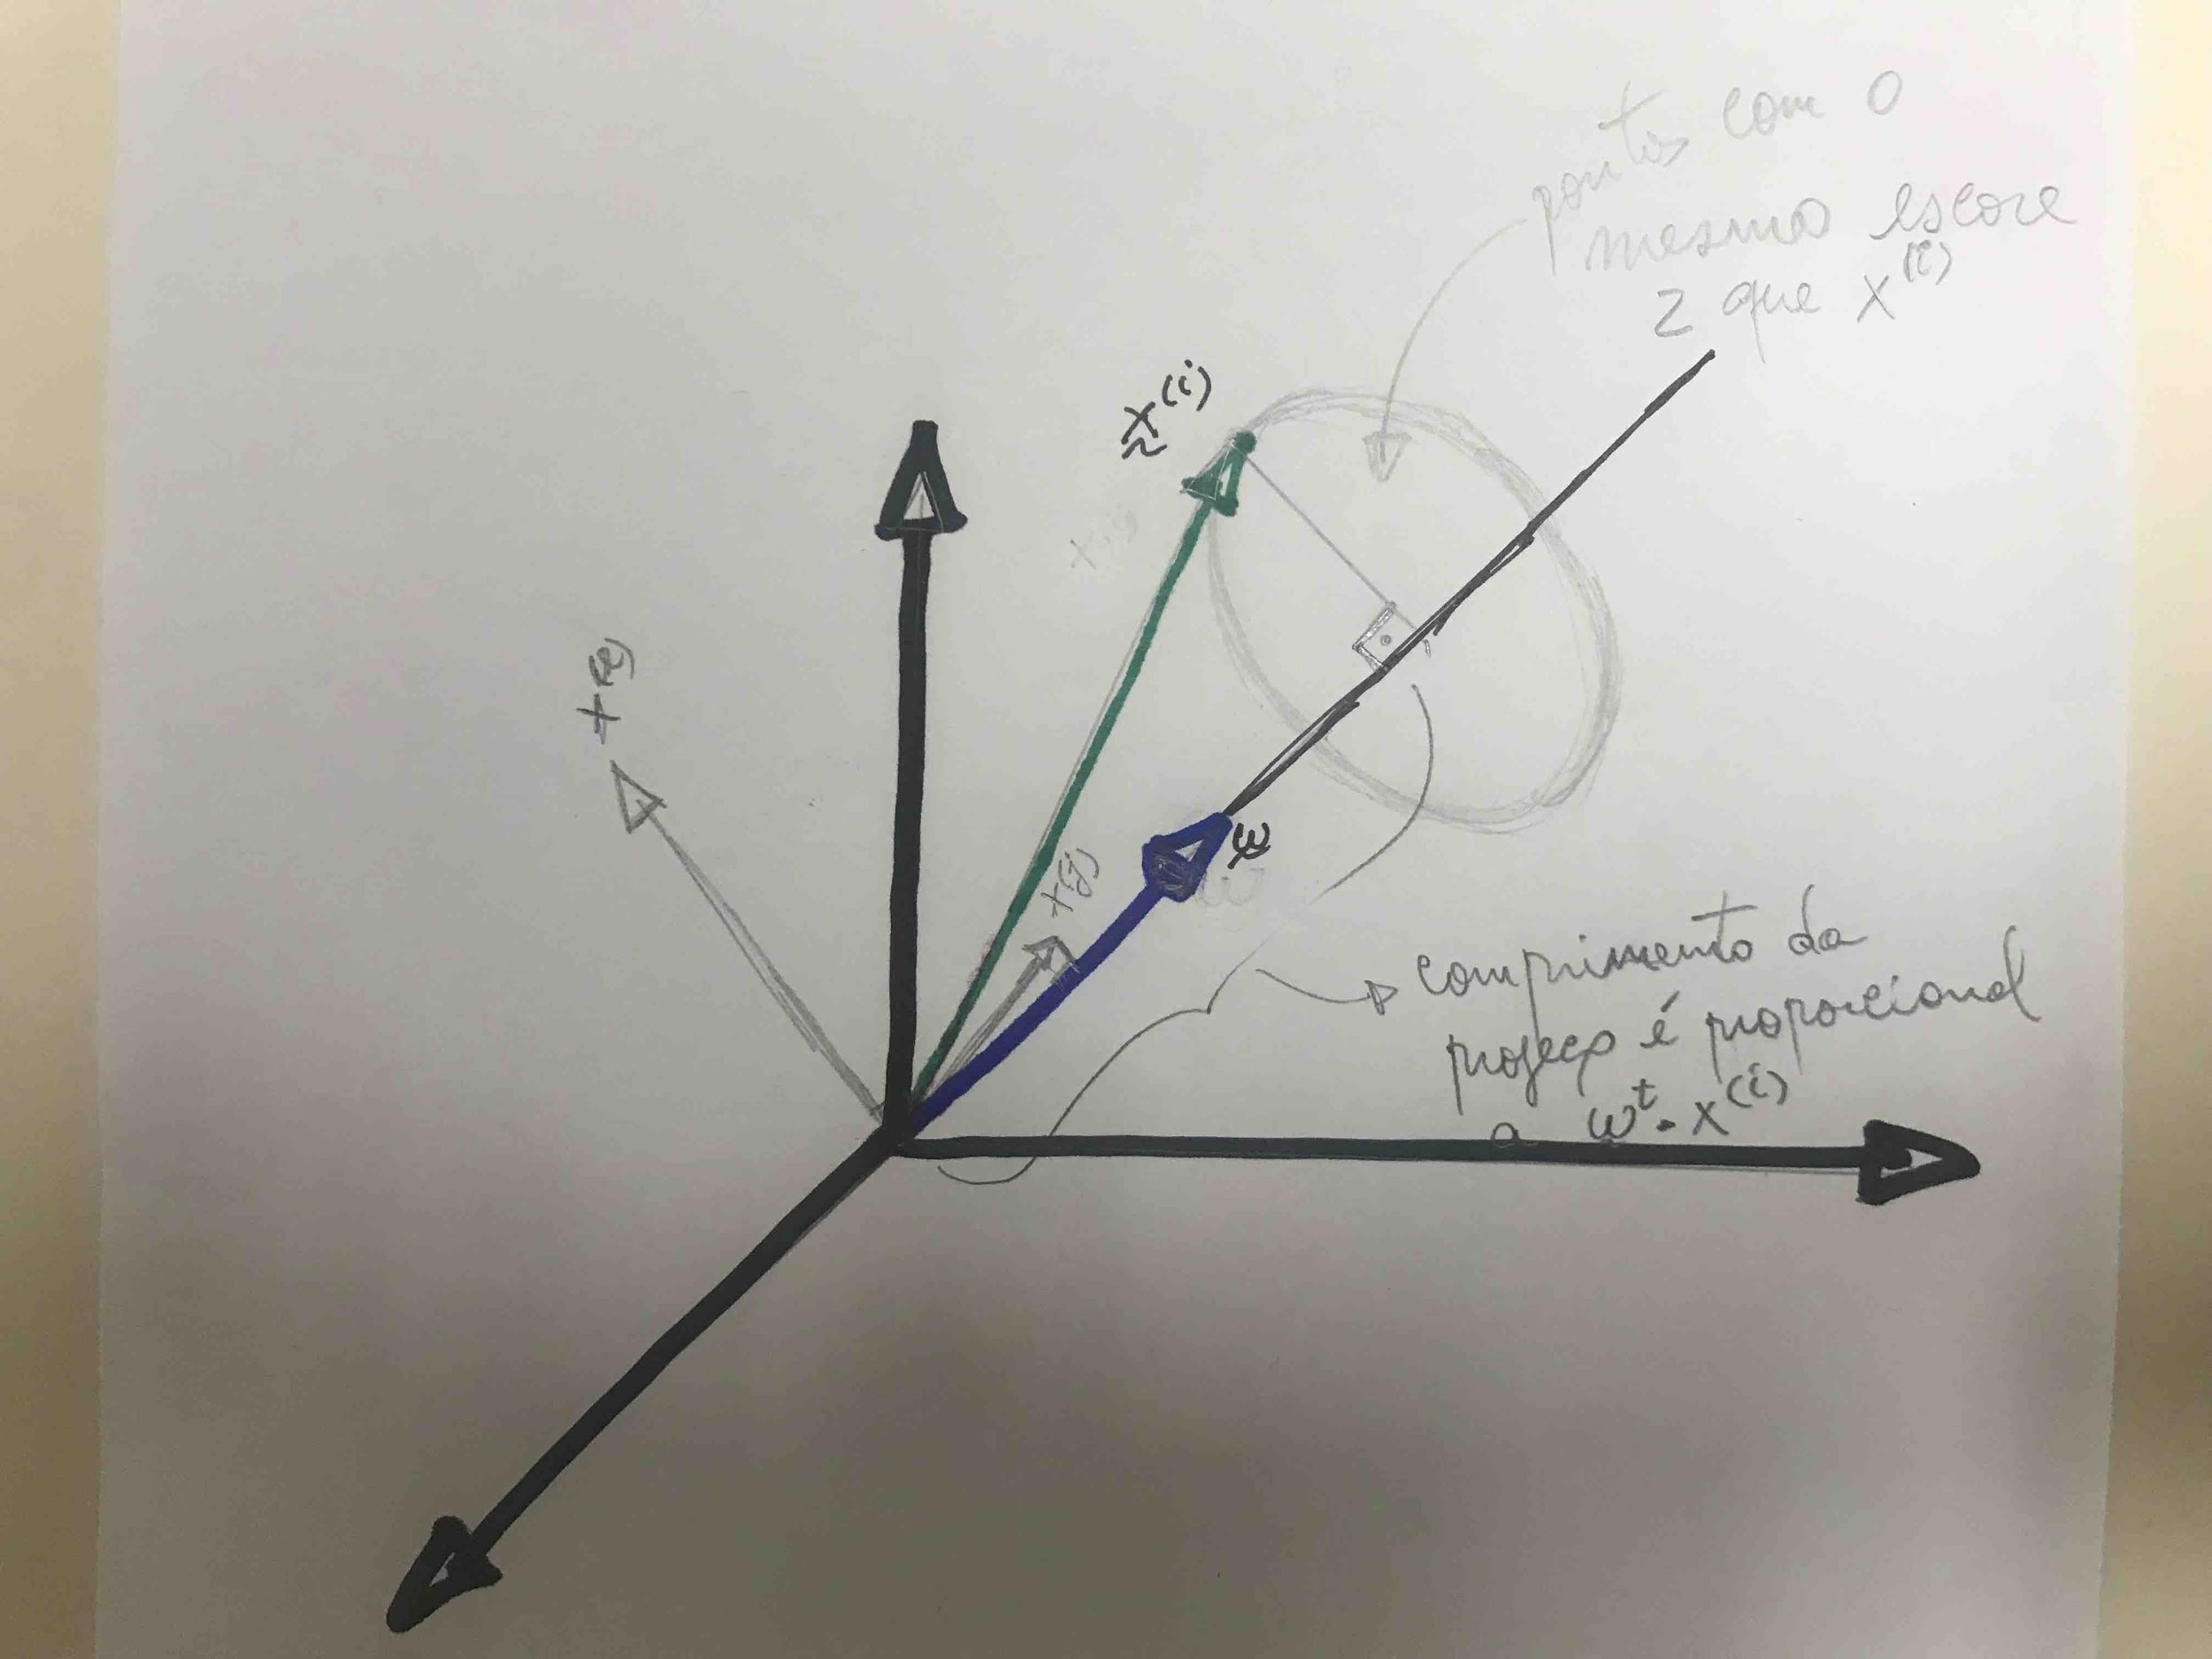 pontos com o
mesmo escore
z que x^(i)
x^(i)
x^(j)
w
comprimento da
projeção é proporcional
a w^t . x^(i)